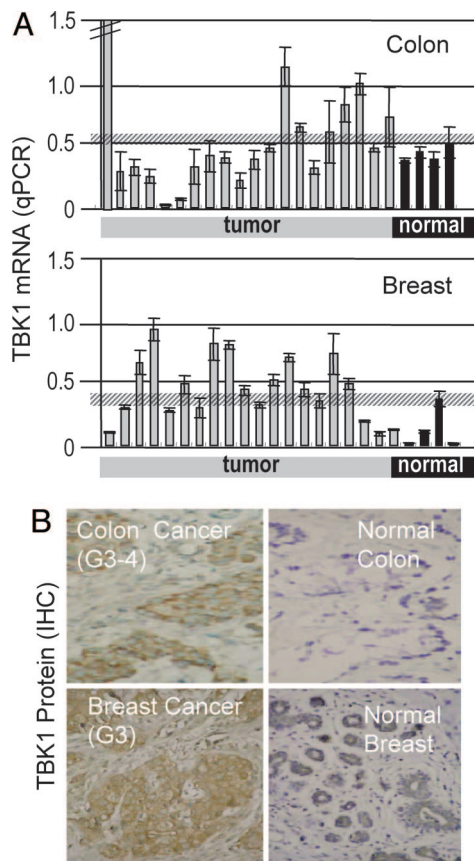 A
TBK1 mRNA (qPCR)
1.5
Colon
1.0
0.5
0
tumor
normal
1.5
Breast
1.0
0.5
0
tumor
normal
B
TBK1 Protein (IHC)
Colon Cancer
(G3-4)
Normal
Colon
Breast Cancer
(G3)
Normal
Breast